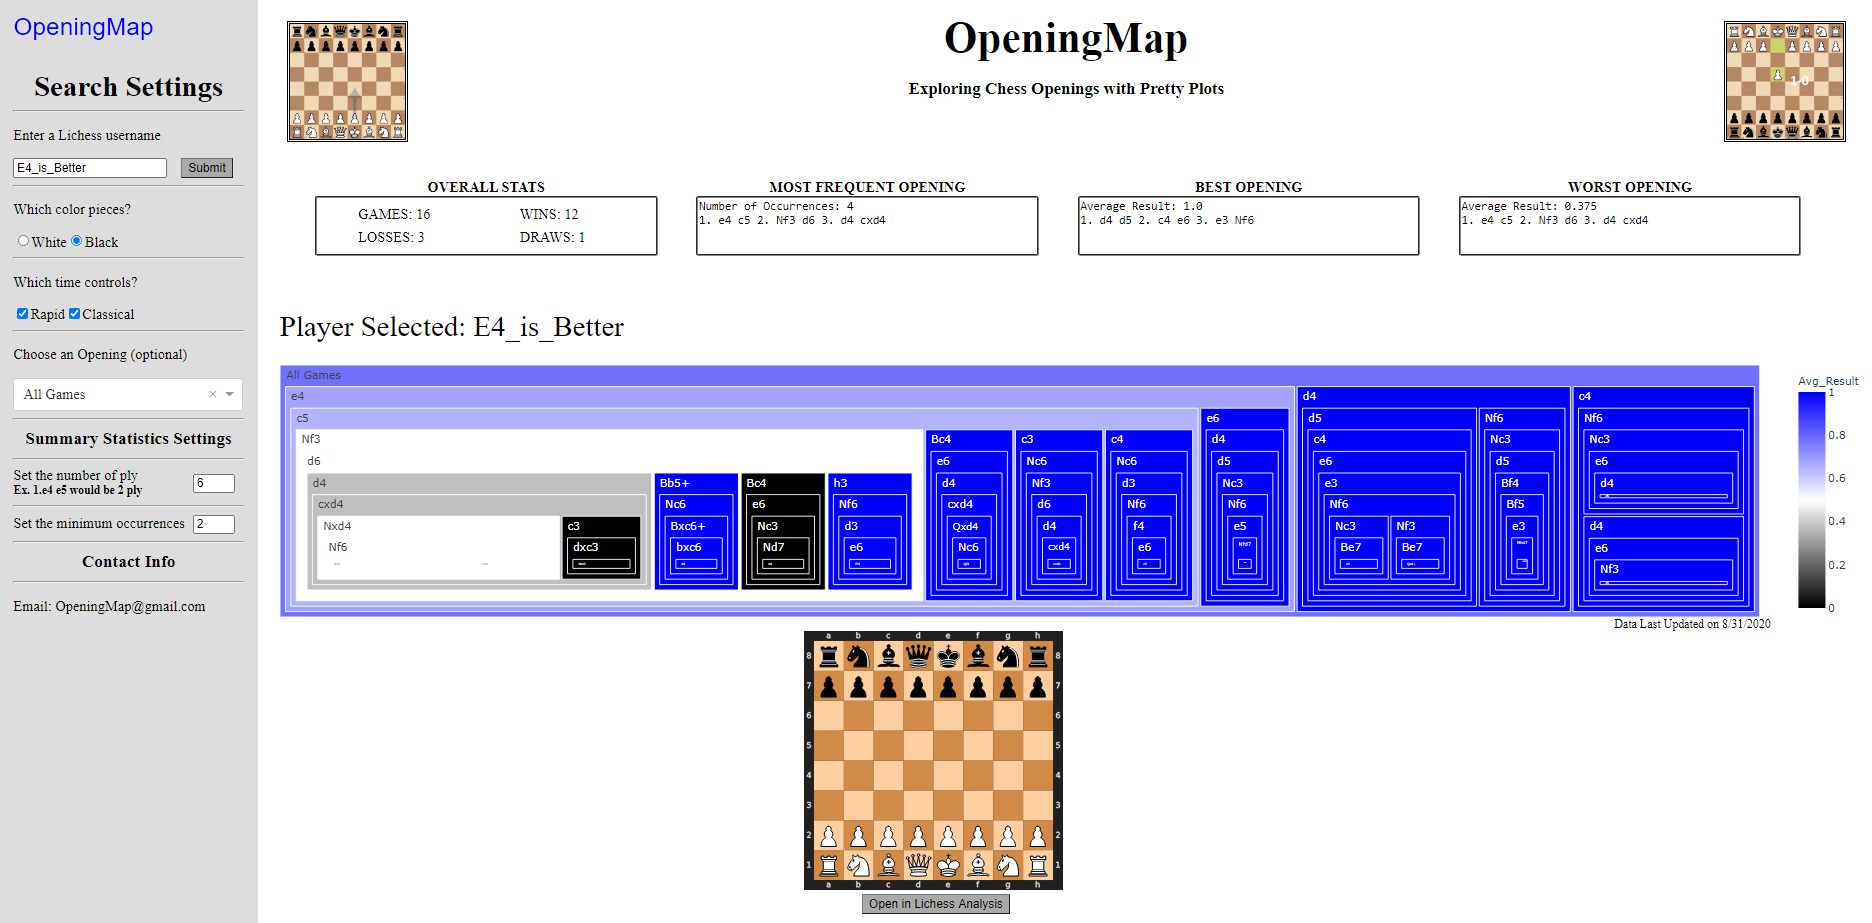 OpeningMap
Search Settings
Enter a Lichess username
E4_is_Better
Submit
Which color pieces?
White Black
Which time controls?
Rapid Classical
Choose an Opening (optional)
All Games
Summary Statistics Settings
Set the number of ply
Ex. 1.e4 e5 would be 2 ply
6
Set the minimum occurrences
2
Contact Info
Email: OpeningMap@gmail.com
OpeningMap
Exploring Chess Openings with Pretty Plots
1-0
OVERALL STATS
GAMES: 16 WINS: 12
LOSSES: 3 DRAWS: 1
MOST FREQUENT OPENING
Number of Occurrences: 4
1. e4 c5 2. Nf3 d6 3. d4 cxd4
BEST OPENING
Average Result: 1.0
1. d4 d5 2. c4 e6 3. e3 Nf6
WORST OPENING
Average Result: 0.375
1. e4 c5 2. Nf3 d6 3. d4 cxd4
Player Selected: E4_is_Better
All Games
e4
c5
Nf3
d6
d4
cxd4
Nxd4
Nf6
c3
dxc3
Bb5+
Nc6
Bxc6+
bxc6
Bc4
e6
Nc3
Nd7
h3
Nf6
d3
e6
Bc4
e6
d4
cxd4
Qxd4
Nc6
c3
Nc6
Nf3
d6
d4
cxd4
c4
Nc6
d3
Nf6
f4
e6
e6
d4
d5
Nc3
Nf6
e5
Nfd7
d4
d5
c4
e6
e3
Nf6
Nc3
Be7
Nf3
Be7
Nf6
Nc3
d5
Bf4
Bf5
e3
c4
Nf6
Nc3
e6
d4
d4
e6
Nf3
Avg_Result
1
0.8
0.6
0.4
0.2
0
Data Last Updated on 8/31/2020
a b c d e f g h
8 8
7 7
6 6
5 5
4 4
3 3
2 2
1 1
a b c d e f g h
Open in Lichess Analysis